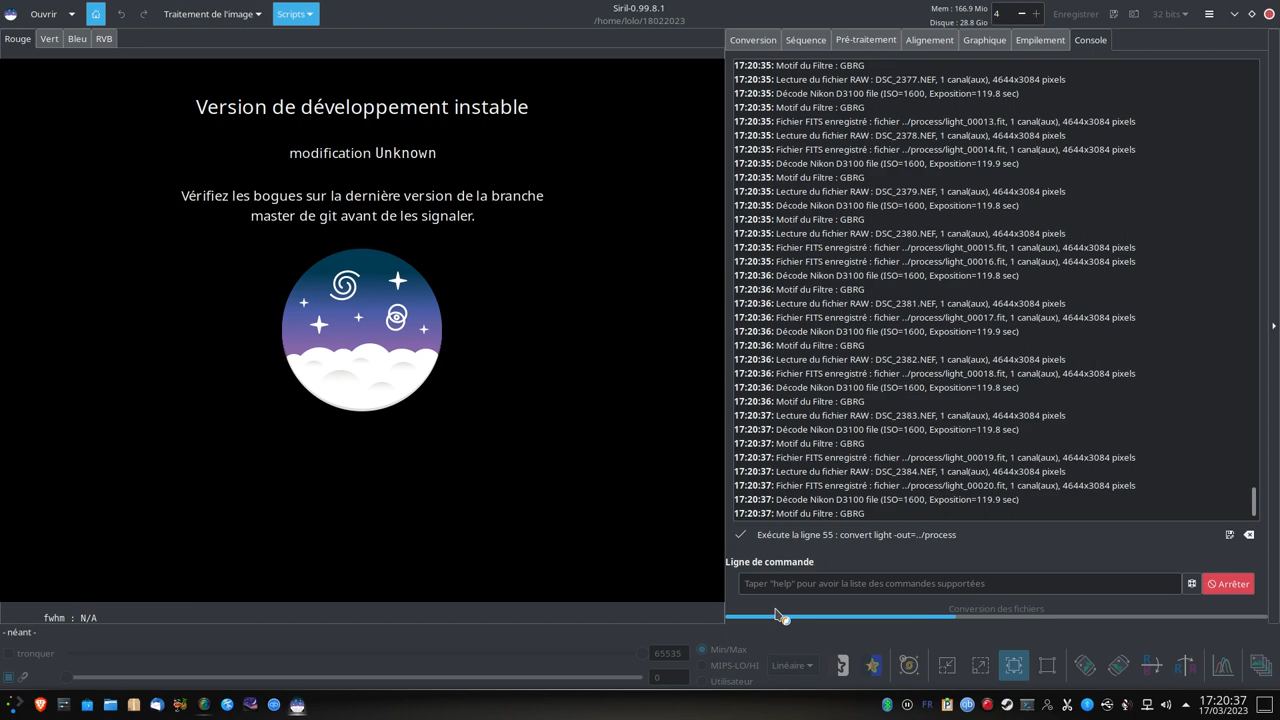 Ouvrir
Traitement de l'image
Scripts
Siril-0.99.8.1
/home/lolo/18022023
Mem : 166.9 Mio
Disque : 28.8 Gio
4
Enregistrer
32 bits
Rouge
Vert
Bleu
RVB
Conversion
Séquence
Pré-traitement
Alignement
Graphique
Empilement
Console
Version de développement instable
modification Unknown
Vérifiez les bogues sur la dernière version de la branche
master de git avant de les signaler.
fwhm : N/A
17:20:35: Motif du Filtre : GBRG
17:20:35: Lecture du fichier RAW : DSC_2377.NEF, 1 canal(aux), 4644x3084 pixels
17:20:35: Décode Nikon D3100 file (ISO=1600, Exposition=119.8 sec)
17:20:35: Motif du Filtre : GBRG
17:20:35: Fichier FITS enregistré : fichier ../process/light_00013.fit, 1 canal(aux), 4644x3084 pixels
17:20:35: Lecture du fichier RAW : DSC_2378.NEF, 1 canal(aux), 4644x3084 pixels
17:20:35: Fichier FITS enregistré : fichier ../process/light_00014.fit, 1 canal(aux), 4644x3084 pixels
17:20:35: Décode Nikon D3100 file (ISO=1600, Exposition=119.9 sec)
17:20:35: Motif du Filtre : GBRG
17:20:35: Lecture du fichier RAW : DSC_2379.NEF, 1 canal(aux), 4644x3084 pixels
17:20:35: Décode Nikon D3100 file (ISO=1600, Exposition=119.8 sec)
17:20:35: Motif du Filtre : GBRG
17:20:35: Lecture du fichier RAW : DSC_2380.NEF, 1 canal(aux), 4644x3084 pixels
17:20:35: Fichier FITS enregistré : fichier ../process/light_00015.fit, 1 canal(aux), 4644x3084 pixels
17:20:35: Fichier FITS enregistré : fichier ../process/light_00016.fit, 1 canal(aux), 4644x3084 pixels
17:20:36: Décode Nikon D3100 file (ISO=1600, Exposition=119.8 sec)
17:20:36: Motif du Filtre : GBRG
17:20:36: Lecture du fichier RAW : DSC_2381.NEF, 1 canal(aux), 4644x3084 pixels
17:20:36: Fichier FITS enregistré : fichier ../process/light_00017.fit, 1 canal(aux), 4644x3084 pixels
17:20:36: Décode Nikon D3100 file (ISO=1600, Exposition=119.9 sec)
17:20:36: Motif du Filtre : GBRG
17:20:36: Lecture du fichier RAW : DSC_2382.NEF, 1 canal(aux), 4644x3084 pixels
17:20:36: Fichier FITS enregistré : fichier ../process/light_00018.fit, 1 canal(aux), 4644x3084 pixels
17:20:36: Décode Nikon D3100 file (ISO=1600, Exposition=119.8 sec)
17:20:36: Motif du Filtre : GBRG
17:20:37: Lecture du fichier RAW : DSC_2383.NEF, 1 canal(aux), 4644x3084 pixels
17:20:37: Décode Nikon D3100 file (ISO=1600, Exposition=119.9 sec)
17:20:37: Motif du Filtre : GBRG
17:20:37: Fichier FITS enregistré : fichier ../process/light_00019.fit, 1 canal(aux), 4644x3084 pixels
17:20:37: Lecture du fichier RAW : DSC_2384.NEF, 1 canal(aux), 4644x3084 pixels
17:20:37: Fichier FITS enregistré : fichier ../process/light_00020.fit, 1 canal(aux), 4644x3084 pixels
17:20:37: Décode Nikon D3100 file (ISO=1600, Exposition=119.9 sec)
17:20:37: Motif du Filtre : GBRG
Exécute la ligne 55 : convert light -out=../process
Ligne de commande
Taper "help" pour avoir la liste des commandes supportées
Arrêter
Conversion des fichiers
- néant -
tronquer
65535
0
Min/Max
MIPS-LO/HI
Utilisateur
Linéaire
FR
17:20:37
17/03/2023